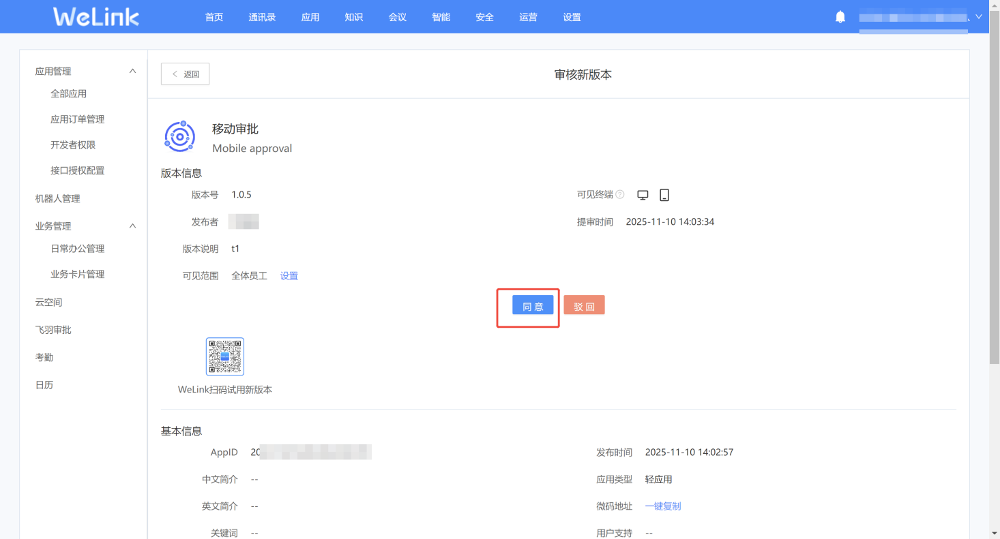 WeLink 首页 通讯录 应用 知识 会议 智能 安全 运营 设置
应用管理
全部应用
应用订单管理
开发者权限
接口授权配置
机器人管理
业务管理
日常办公管理
业务卡片管理
云空间
飞羽审批
考勤
日历
返回
审核新版本
移动审批
Mobile approval
版本信息
版本号 1.0.5 可见终端 ?
发布者 提审时间 2025-11-10 14:03:34
版本说明 t1
可见范围 全体员工 设置
同 意 驳 回
WeLink扫码试用新版本
基本信息
AppID 20 发布时间 2025-11-10 14:02:57
中文简介 -- 应用类型 轻应用
英文简介 -- 微码地址 一键复制
关键词 -- 用户支持 --